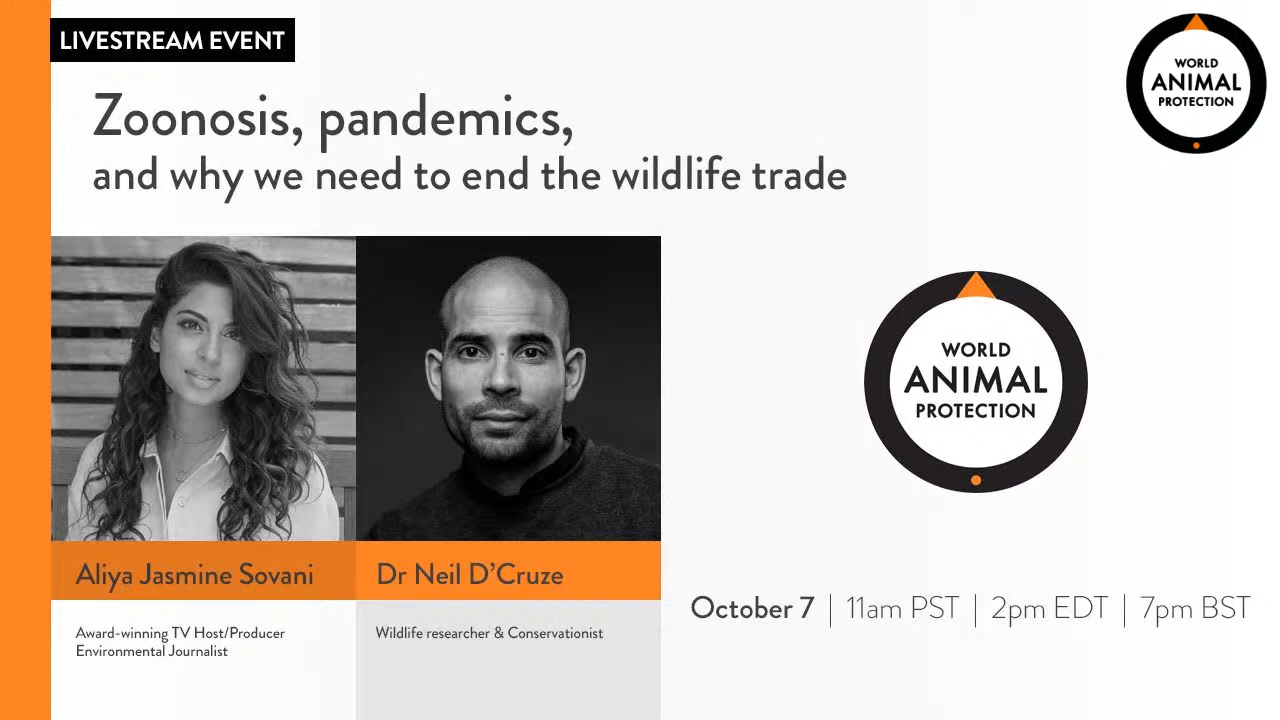 LIVESTREAM EVENT
Zoonosis, pandemics,
and why we need to end the wildlife trade
WORLD
ANIMAL
PROTECTION
WORLD
ANIMAL
PROTECTION
Aliya Jasmine Sovani
Dr Neil D'Cruze
Award-winning TV Host/Producer
Environmental Journalist
Wildlife researcher & Conservationist
October 7 | 11am PST | 2pm EDT | 7pm BST